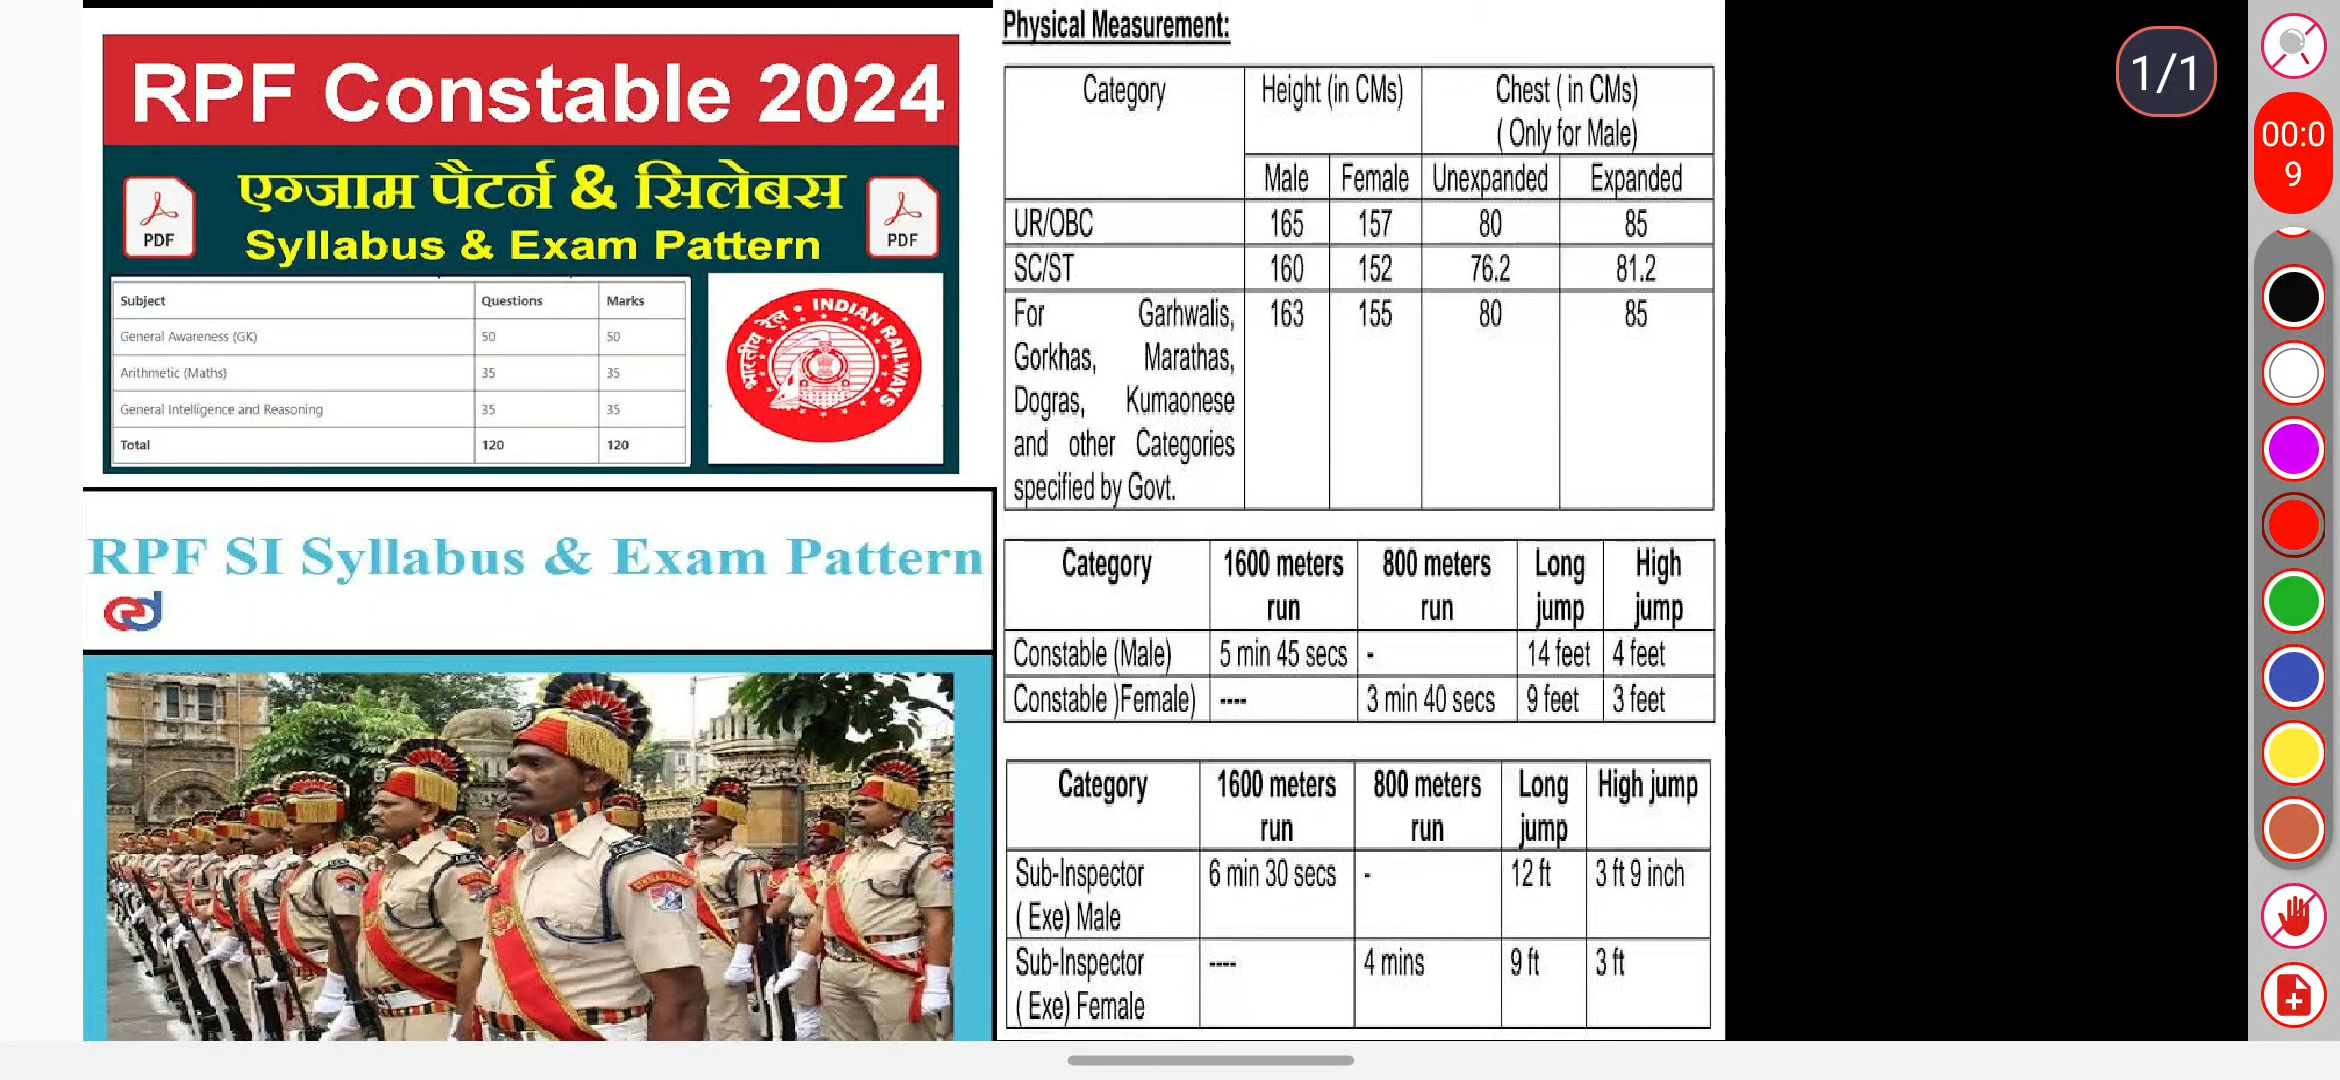 RPF Constable 2024
एग्जाम पैटर्न & सिलेबस
PDF
PDF
Syllabus & Exam Pattern
Subject Questions Marks
General Awareness (GK) 50 50
Arithmetic (Maths) 35 35
General Intelligence and Reasoning 35 35
Total 120 120
भारतीय रेल • INDIAN RAILWAYS
RPF SI Syllabus & Exam Pattern
Physical Measurement:
Category Height (in CMs) Chest ( in CMs)
( Only for Male)
Male Female Unexpanded Expanded
UR/OBC 165 157 80 85
SC/ST 160 152 76.2 81.2
For Garhwalis, 163 155 80 85
Gorkhas, Marathas,
Dogras, Kumaonese
and other Categories
specified by Govt.
Category 1600 meters 800 meters Long High
run run jump jump
Constable (Male) 5 min 45 secs - 14 feet 4 feet
Constable )Female) ---- 3 min 40 secs 9 feet 3 feet
Category 1600 meters 800 meters Long High jump
run run jump
Sub-Inspector 6 min 30 secs - 12 ft 3 ft 9 inch
( Exe) Male
Sub-Inspector ---- 4 mins 9 ft 3 ft
( Exe) Female
1/1
00:0
9